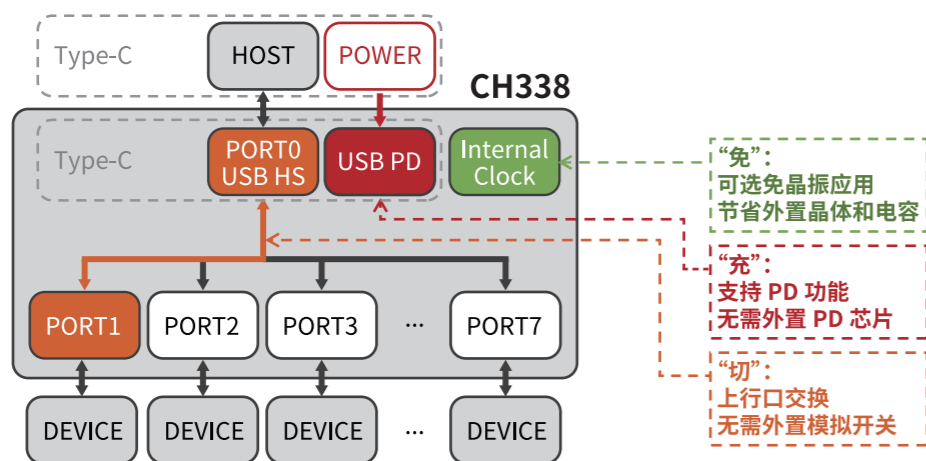 Type-C
HOST
POWER
CH338
Type-C
PORT0
USB HS
USB PD
Internal
Clock
“免”：
可选免晶振应用
节省外置晶体和电容
“充”：
支持 PD 功能
无需外置 PD 芯片
“切”：
上行口交换
无需外置模拟开关
PORT1
PORT2
PORT3
...
PORT7
DEVICE
DEVICE
DEVICE
...
DEVICE